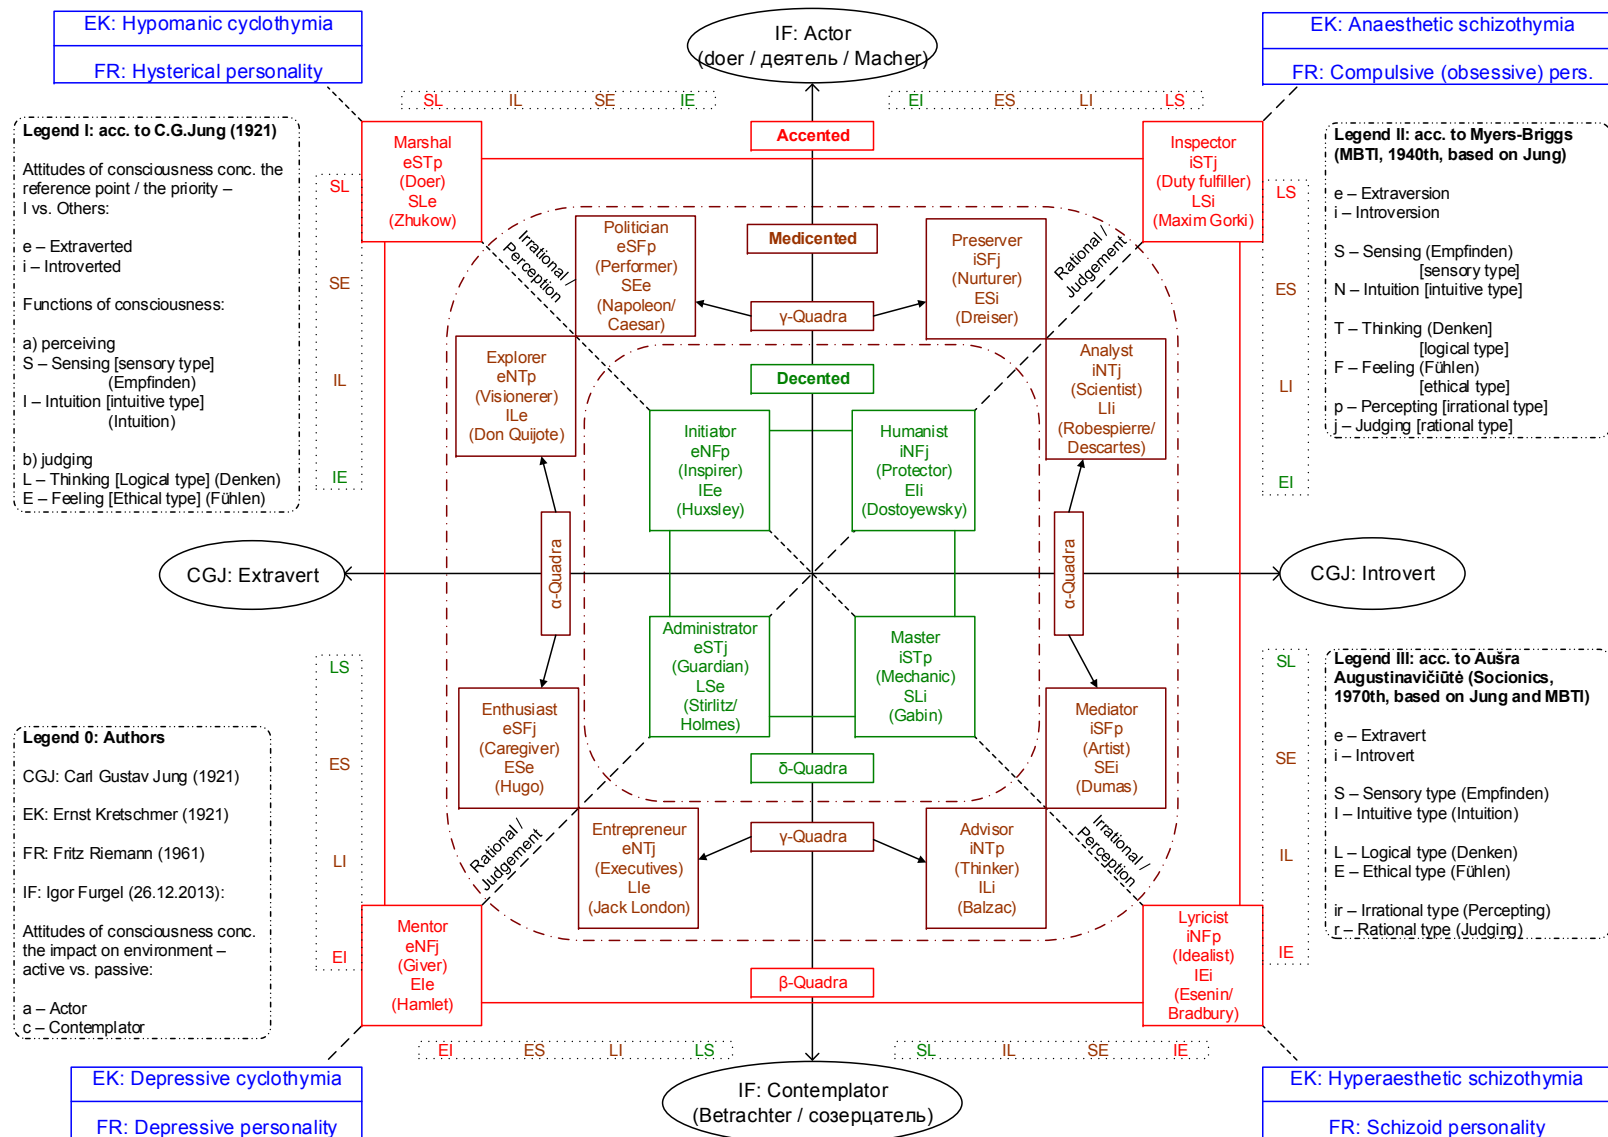 EK: Hypomanic cyclothymia
FR: Hysterical personality
IF: Actor
(doer / деятель / Macher)
EK: Anaesthetic schizothymia
FR: Compulsive (obsessive) pers.
SL IL SE IE
EI ES LI LS
Legend I: acc. to C.G.Jung (1921)
Attitudes of consciousness conc. the
reference point / the priority –
I vs. Others:
e – Extraverted
i – Introverted
Functions of consciousness:
a) perceiving
S – Sensing [sensory type]
(Empfinden)
I – Intuition [intuitive type]
(Intuition)
b) judging
L – Thinking [Logical type] (Denken)
E – Feeling [Ethical type] (Fühlen)
SL
SE
IL
IE
Marshal
eSTp
(Doer)
SLe
(Zhukow)
Accented
Inspector
iSTj
(Duty fulfiller)
LSi
(Maxim Gorki)
LS
ES
LI
EI
Legend II: acc. to Myers-Briggs
(MBTI, 1940th, based on Jung)
e – Extraversion
i – Introversion
S – Sensing (Empfinden)
[sensory type]
N – Intuition [intuitive type]
T – Thinking (Denken]
[logical type]
F – Feeling (Fühlen)
[ethical type]
p – Percepting [irrational type]
j – Judging [rational type]
Irrational /
Perception
Politician
eSFp
(Performer)
SEe
(Napoleon/
Caesar)
Medicented
γ-Quadra
Preserver
iSFj
(Nurturer)
ESi
(Dreiser)
Rational /
Judgement
Explorer
eNTp
(Visionerer)
ILe
(Don Quijote)
Decented
Analyst
iNTj
(Scientist)
LIi
(Robespierre/
Descartes)
Initiator
eNFp
(Inspirer)
IEe
(Huxsley)
Humanist
iNFj
(Protector)
EIi
(Dostoyewsky)
CGJ: Extravert
α-Quadra
α-Quadra
CGJ: Introvert
Administrator
eSTj
(Guardian)
LSe
(Stirlitz/
Holmes)
Master
iSTp
(Mechanic)
SLi
(Gabin)
LS
ES
LI
EI
Enthusiast
eSFj
(Caregiver)
ESe
(Hugo)
δ-Quadra
Mediator
iSFp
(Artist)
SEi
(Dumas)
SL
SE
IL
IE
Legend III: acc. to Aušra
Augustinavičiūtė (Socionics,
1970th, based on Jung and MBTI)
e – Extravert
i – Introvert
S – Sensory type (Empfinden)
I – Intuitive type (Intuition)
L – Logical type (Denken)
E – Ethical type (Fühlen)
ir – Irrational type (Percepting)
r – Rational type (Judging)
Legend 0: Authors
CGJ: Carl Gustav Jung (1921)
EK: Ernst Kretschmer (1921)
FR: Fritz Riemann (1961)
IF: Igor Furgel (26.12.2013):
Attitudes of consciousness conc.
the impact on environment –
active vs. passive:
a – Actor
c – Contemplator
Rational /
Judgement
Entrepreneur
eNTj
(Executives)
LIe
(Jack London)
γ-Quadra
Advisor
iNTp
(Thinker)
ILi
(Balzac)
Irrational /
Perception
Mentor
eNFj
(Giver)
EIe
(Hamlet)
β-Quadra
Lyricist
iNFp
(Idealist)
IEi
(Esenin/
Bradbury)
EI ES LI LS
SL IL SE IE
EK: Depressive cyclothymia
FR: Depressive personality
IF: Contemplator
(Betrachter / созерцатель)
EK: Hyperaesthetic schizothymia
FR: Schizoid personality